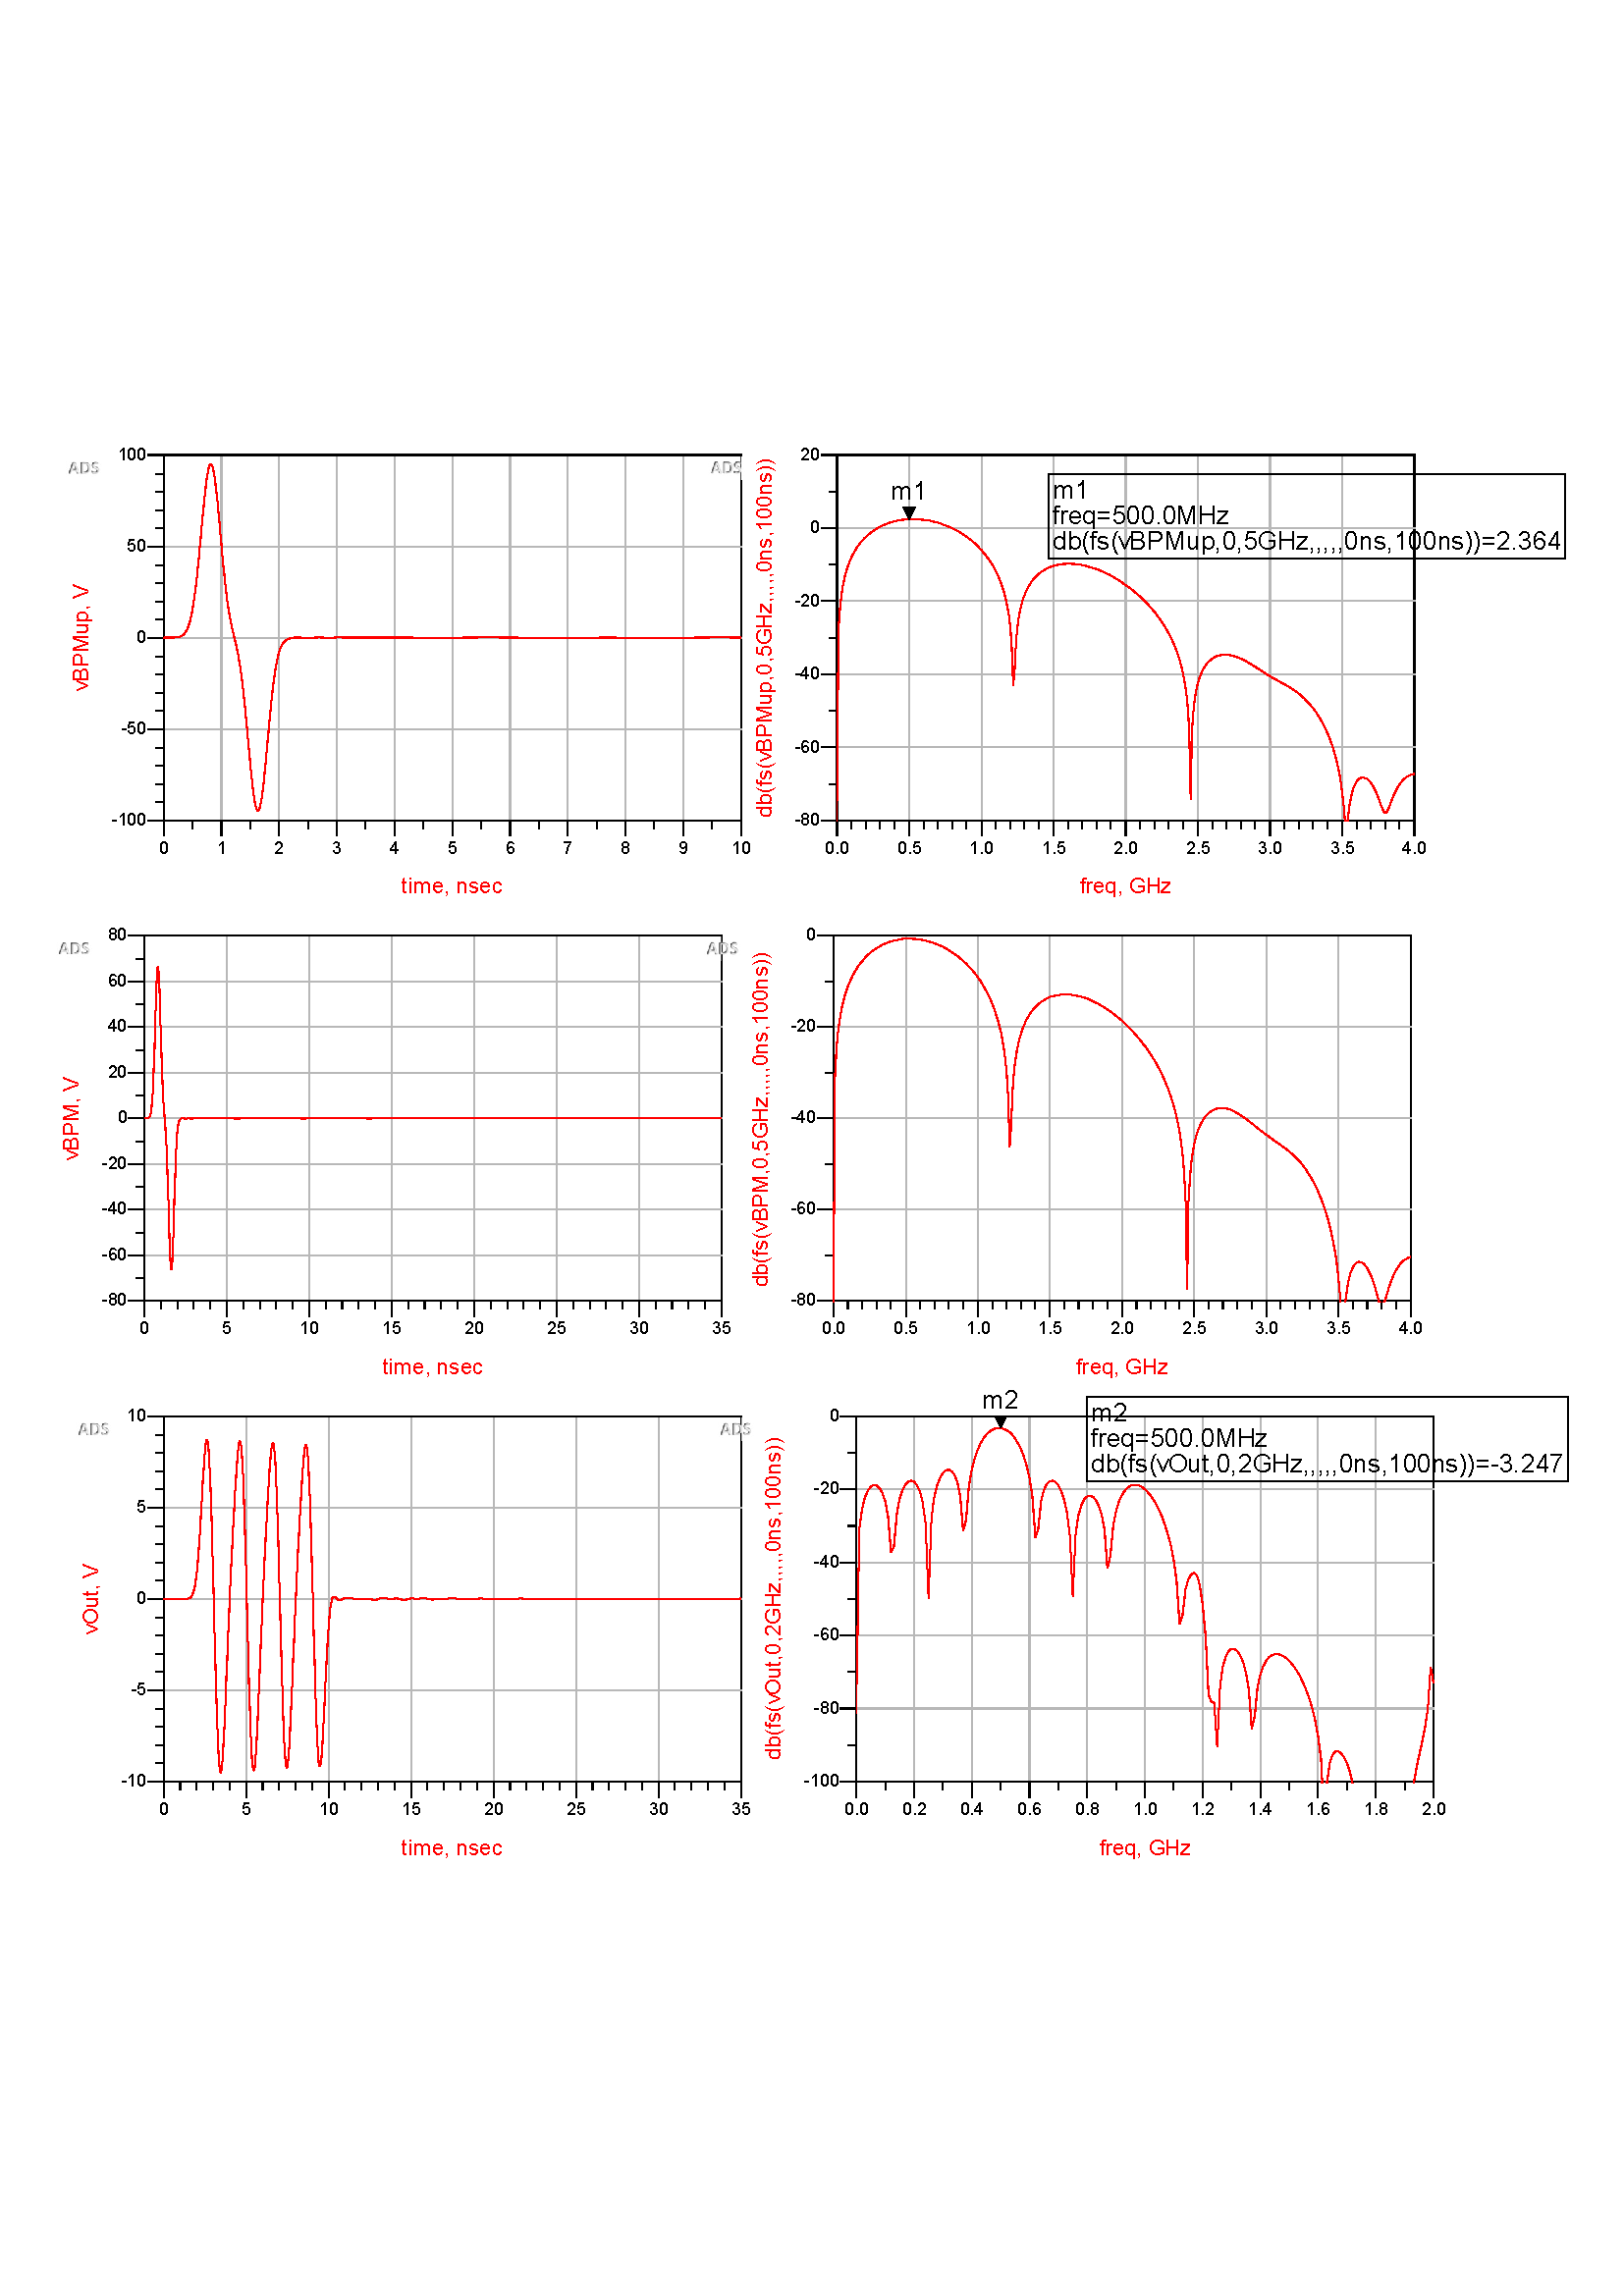 ADS
ADS
vBPMup, V
100
50
0
-50
-100
0 1 2 3 4 5 6 7 8 9 10
time, nsec
db(fs(vBPMup,0,5GHz,,,,,0ns,100ns))
20
0
-20
-40
-60
-80
0.0 0.5 1.0 1.5 2.0 2.5 3.0 3.5 4.0
freq, GHz
m1
m1
freq=500.0MHz
db(fs(vBPMup,0,5GHz,,,,,0ns,100ns))=2.364
ADS
ADS
vBPM, V
80
60
40
20
0
-20
-40
-60
-80
0 5 10 15 20 25 30 35
time, nsec
db(fs(vBPM,0,5GHz,,,,,0ns,100ns))
0
-20
-40
-60
-80
0.0 0.5 1.0 1.5 2.0 2.5 3.0 3.5 4.0
freq, GHz
ADS
ADS
vOut, V
10
5
0
-5
-10
0 5 10 15 20 25 30 35
time, nsec
db(fs(vOut,0,2GHz,,,,,0ns,100ns))
0
-20
-40
-60
-80
-100
0.0 0.2 0.4 0.6 0.8 1.0 1.2 1.4 1.6 1.8 2.0
freq, GHz
m2
m2
freq=500.0MHz
db(fs(vOut,0,2GHz,,,,,0ns,100ns))=-3.247